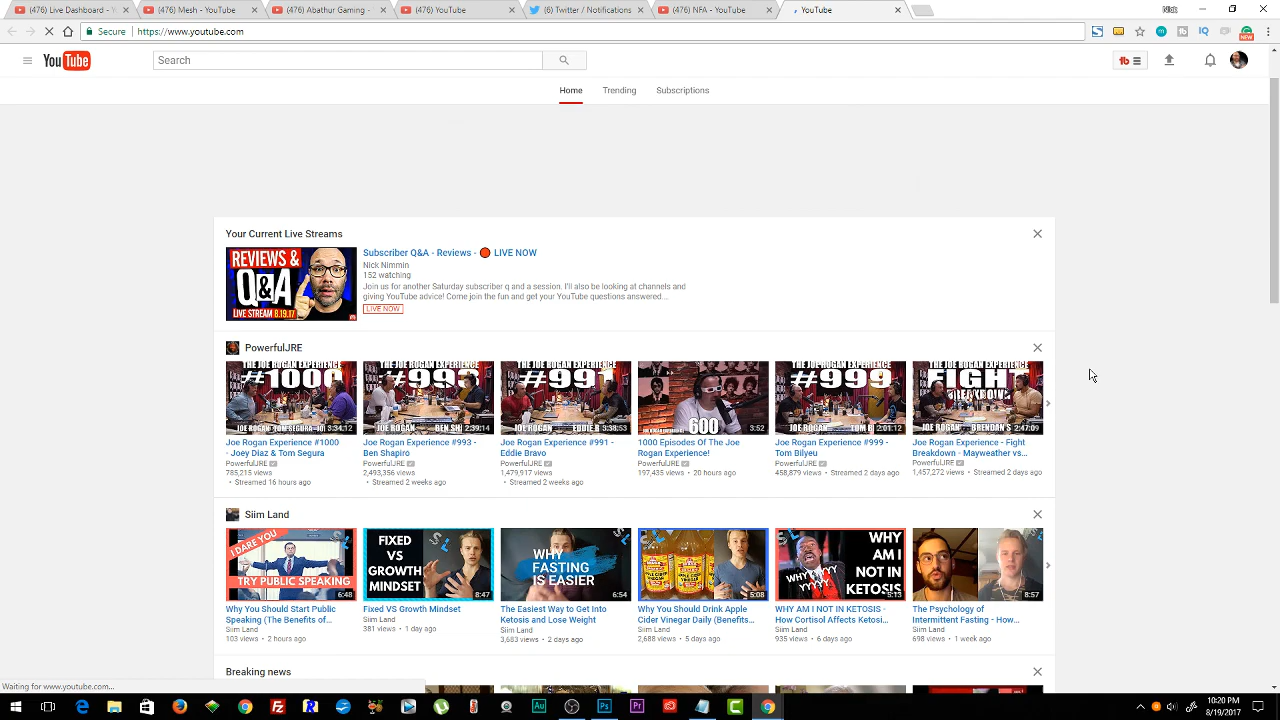 (476) Live Dashboard - Y
(476) Mesh - YouTube
(476) Abathur Gaming -
(476) YouTube
(6) Twitter / Notifications
(476) NFA - YouTube
YouTube
Nick
Secure
https://www.youtube.com
NEW
YouTube
Search
Home
Trending
Subscriptions
Your Current Live Streams
REVIEWS &
Q&A
LIVE STREAM 8.19.17
Subscriber Q&A - Reviews - 🔴 LIVE NOW
Nick Nimmin
152 watching
Join us for another Saturday subscriber q and a session. I'll also be looking at channels and
giving YouTube advice! Come join the fun and get your YouTube questions answered...
LIVE NOW
PowerfulJRE
THE JOE ROGAN EXPERIENCE
#1000
3:34:12
Joe Rogan Experience #1000
- Joey Diaz & Tom Segura
PowerfulJRE
785,215 views
• Streamed 16 hours ago
THE JOE ROGAN EXPERIENCE
#993
2:39:14
Joe Rogan Experience #993 -
Ben Shapiro
PowerfulJRE
2,493,356 views
• Streamed 2 weeks ago
THE JOE ROGAN EXPERIENCE
#991
3:38:53
Joe Rogan Experience #991 -
Eddie Bravo
PowerfulJRE
1,479,917 views
• Streamed 2 weeks ago
600
3:52
1000 Episodes Of The Joe
Rogan Experience!
PowerfulJRE
197,435 views • 20 hours ago
THE JOE ROGAN EXPERIENCE
#999
2:01:12
Joe Rogan Experience #999 -
Tom Bilyeu
PowerfulJRE
458,879 views • Streamed 2 days ago
THE JOE ROGAN EXPERIENCE
FIGHT
2:47:09
Joe Rogan Experience - Fight
Breakdown - Mayweather vs...
PowerfulJRE
1,457,272 views • Streamed 2 days ago
Siim Land
I DARE YOU
TRY PUBLIC SPEAKING
6:48
Why You Should Start Public
Speaking (The Benefits of...
Siim Land
103 views • 2 hours ago
FIXED
VS
GROWTH
MINDSET
8:47
Fixed VS Growth Mindset
Siim Land
381 views • 1 day ago
WHY
FASTING
IS EASIER
6:54
The Easiest Way to Get Into
Ketosis and Lose Weight
Siim Land
3,683 views • 2 days ago
5:08
Why You Should Drink Apple
Cider Vinegar Daily (Benefits...
Siim Land
2,688 views • 5 days ago
WHY
AM I
NOT IN
KETOSIS
5:13
WHY AM I NOT IN KETOSIS -
How Cortisol Affects Ketosi...
Siim Land
935 views • 6 days ago
8:57
The Psychology of
Intermittent Fasting - How...
Siim Land
698 views • 1 week ago
Breaking news
Waiting for www.youtube.com...
10:20 PM
8/19/2017